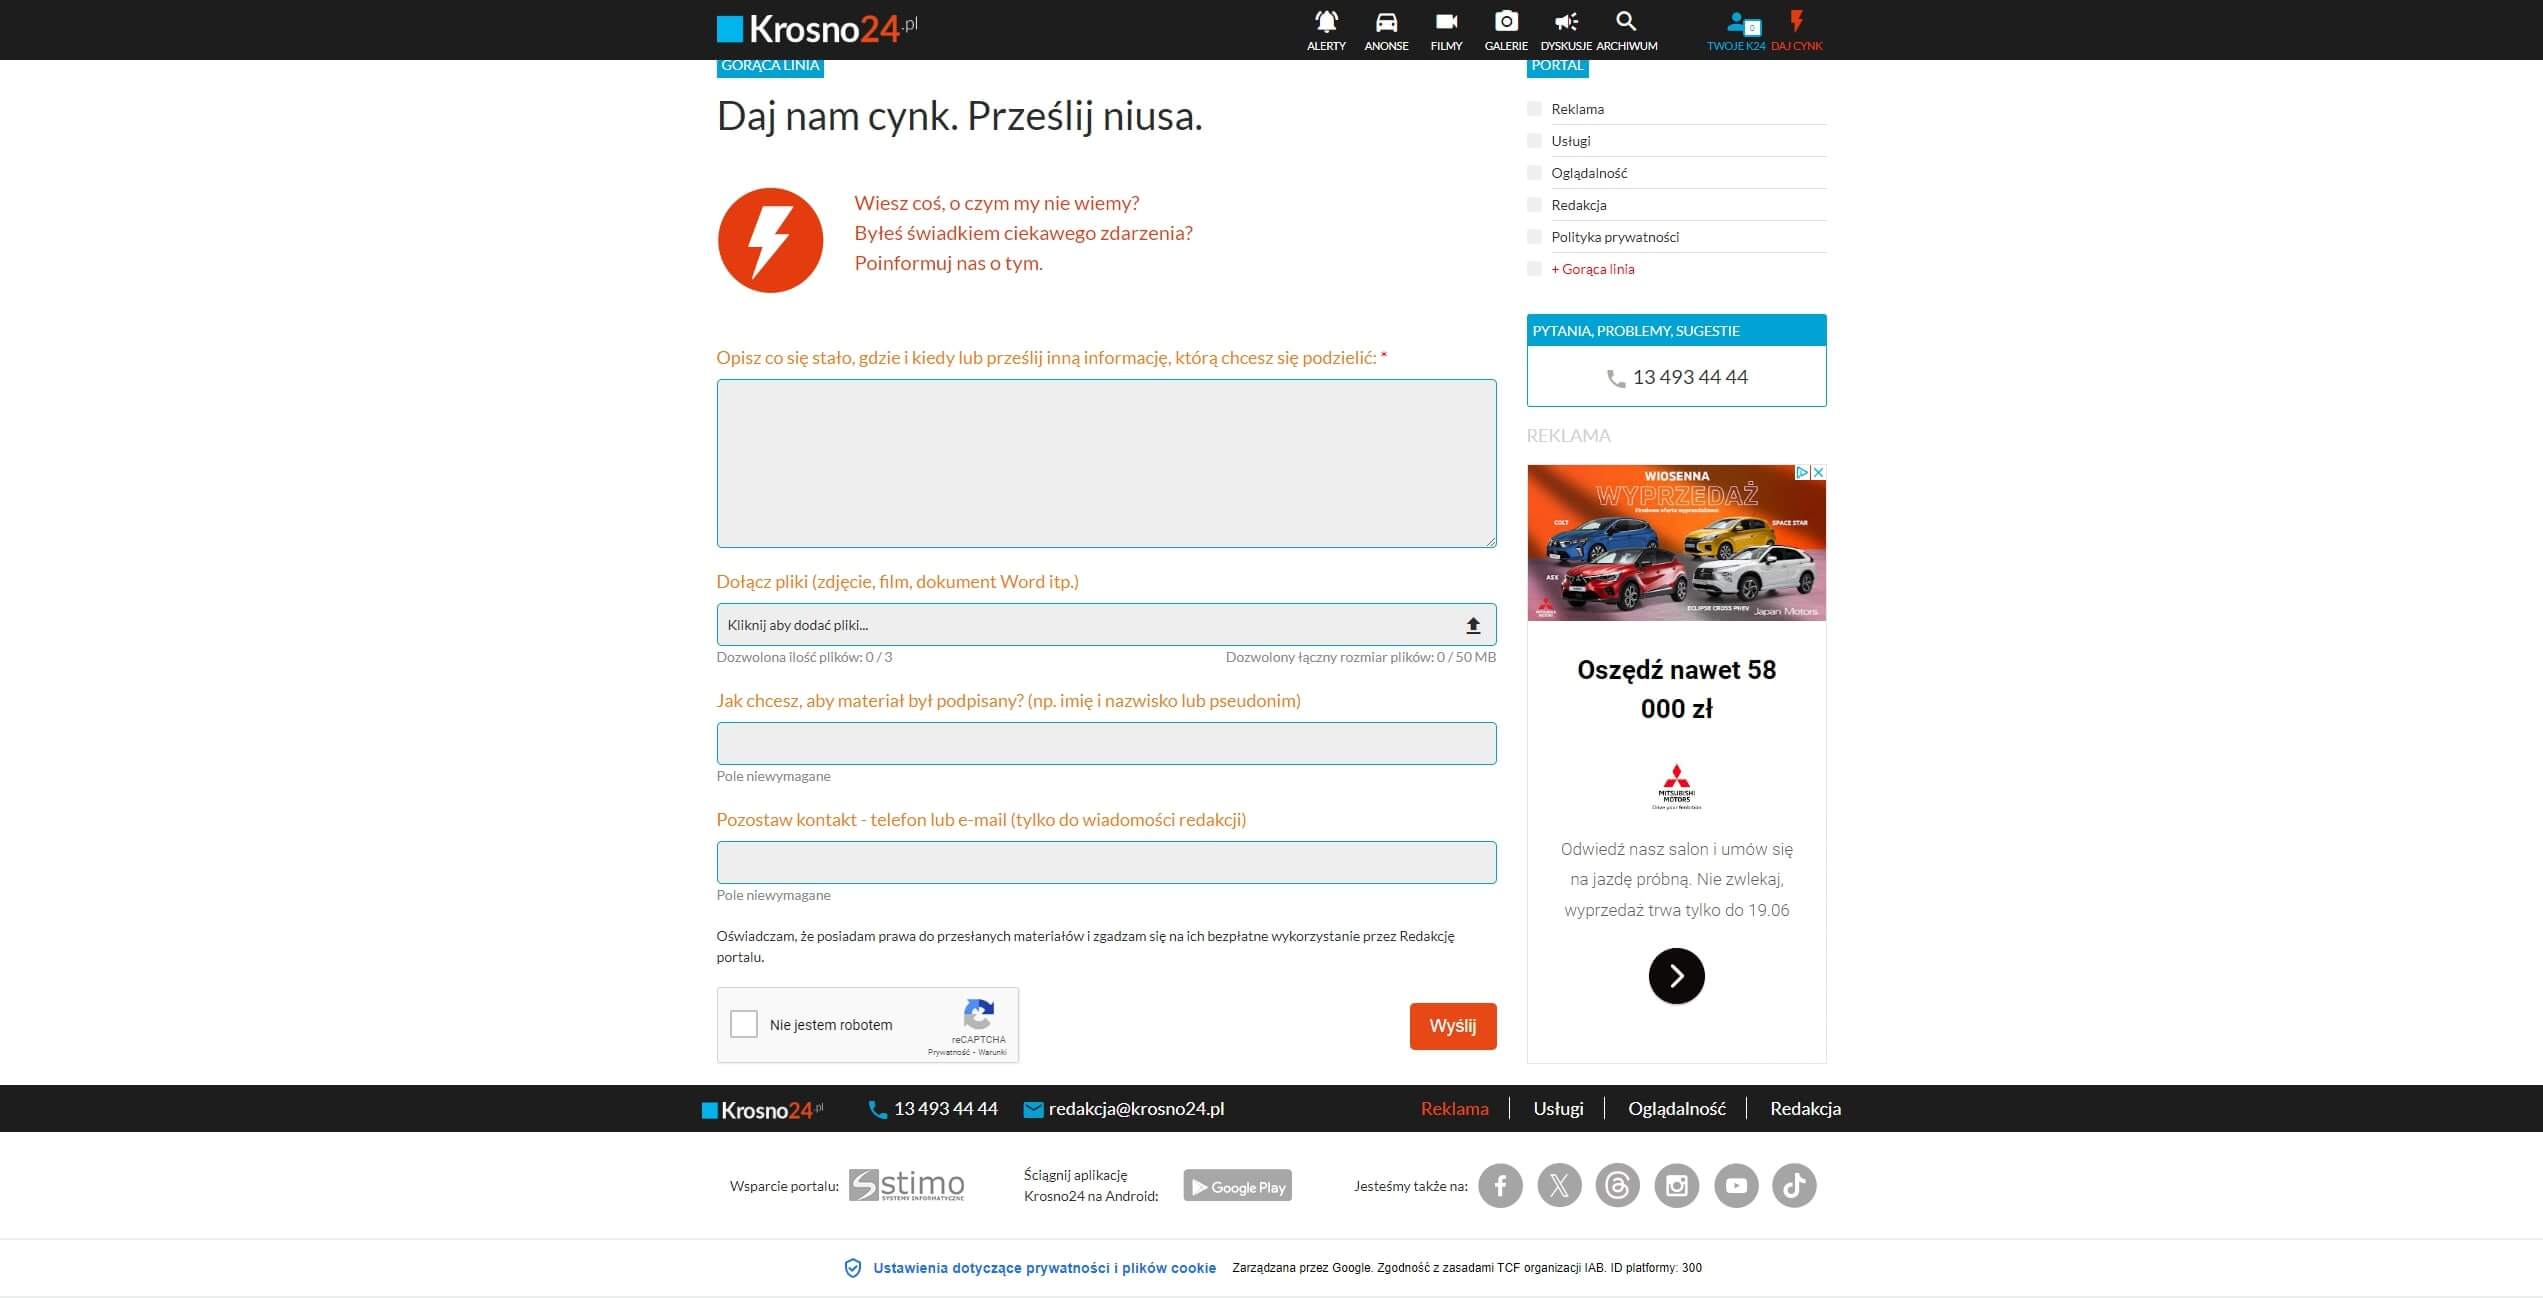 Krosno24.pl
ALERTY
ANONSE
FILMY
GALERIE
DYSKUSJE
ARCHIWUM
0
TWOJE K24
DAJ CYNK
GORĄCA LINIA
Daj nam cynk. Prześlij niusa.
Wiesz coś, o czym my nie wiemy?
Byłeś świadkiem ciekawego zdarzenia?
Poinformuj nas o tym.
Opisz co się stało, gdzie i kiedy lub prześlij inną informację, którą chcesz się podzielić: *
Dołącz pliki (zdjęcie, film, dokument Word itp.)
Kliknij aby dodać pliki...
Dozwolona ilość plików: 0 / 3
Dozwolony łączny rozmiar plików: 0 / 50 MB
Jak chcesz, aby materiał był podpisany? (np. imię i nazwisko lub pseudonim)
Pole niewymagane
Pozostaw kontakt - telefon lub e-mail (tylko do wiadomości redakcji)
Pole niewymagane
Oświadczam, że posiadam prawa do przesłanych materiałów i zgadzam się na ich bezpłatne wykorzystanie przez Redakcję
portalu.
Nie jestem robotem
reCAPTCHA
Prywatność - Warunki
Wyślij
PORTAL
Reklama
Usługi
Oglądalność
Redakcja
Polityka prywatności
+ Gorąca linia
PYTANIA, PROBLEMY, SUGESTIE
13 493 44 44
REKLAMA
WIOSENNA
WYPRZEDAŻ
COLT
SPACE STAR
ASX
ECLIPSE CROSS PHEV
Japan Motors
Oszędź nawet 58
000 zł
MITSUBISHI
MOTORS
Drive your Ambition
Odwiedź nasz salon i umów się
na jazdę próbną. Nie zwlekaj,
wyprzedaż trwa tylko do 19.06
Krosno24.pl
13 493 44 44
redakcja@krosno24.pl
Reklama
Usługi
Oglądalność
Redakcja
Wsparcie portalu:
Stimo
SYSTEMY INFORMATYCZNE
Ściągnij aplikację
Krosno24 na Android:
Google Play
Jesteśmy także na:
Ustawienia dotyczące prywatności i plików cookie
Zarządzana przez Google. Zgodność z zasadami TCF organizacji IAB. ID platformy: 300